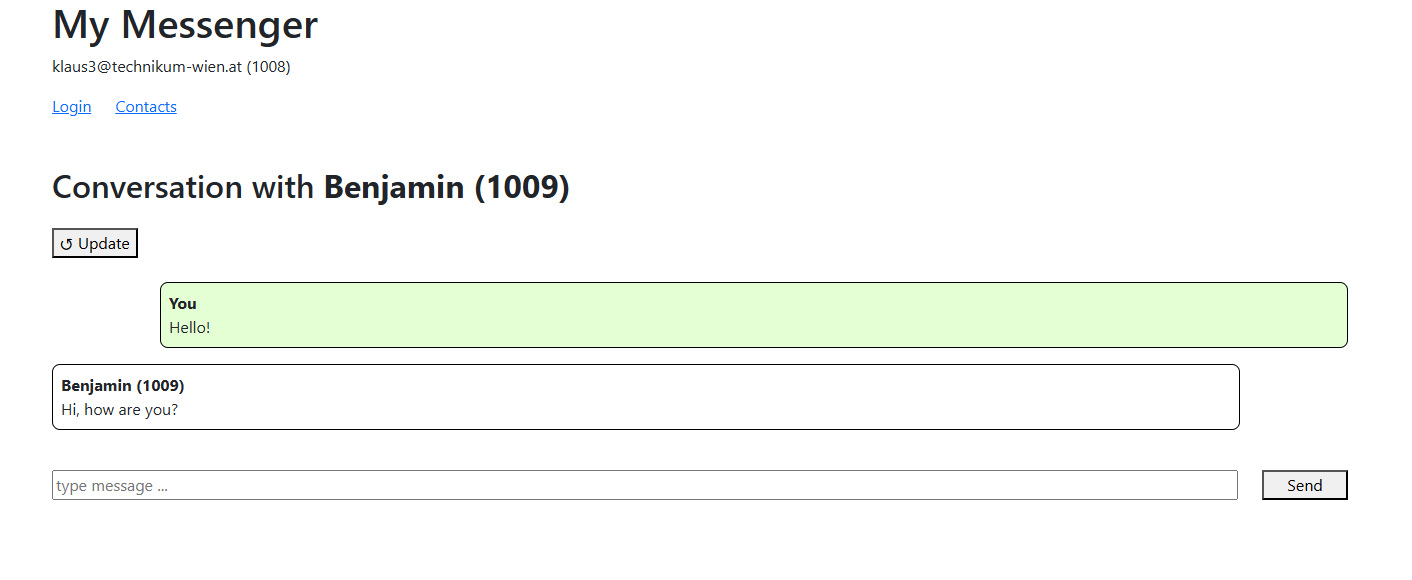 My Messenger
klaus3@technikum-wien.at (1008)
Login Contacts
Conversation with Benjamin (1009)
↺ Update
You
Hello!
Benjamin (1009)
Hi, how are you?
type message ... Send